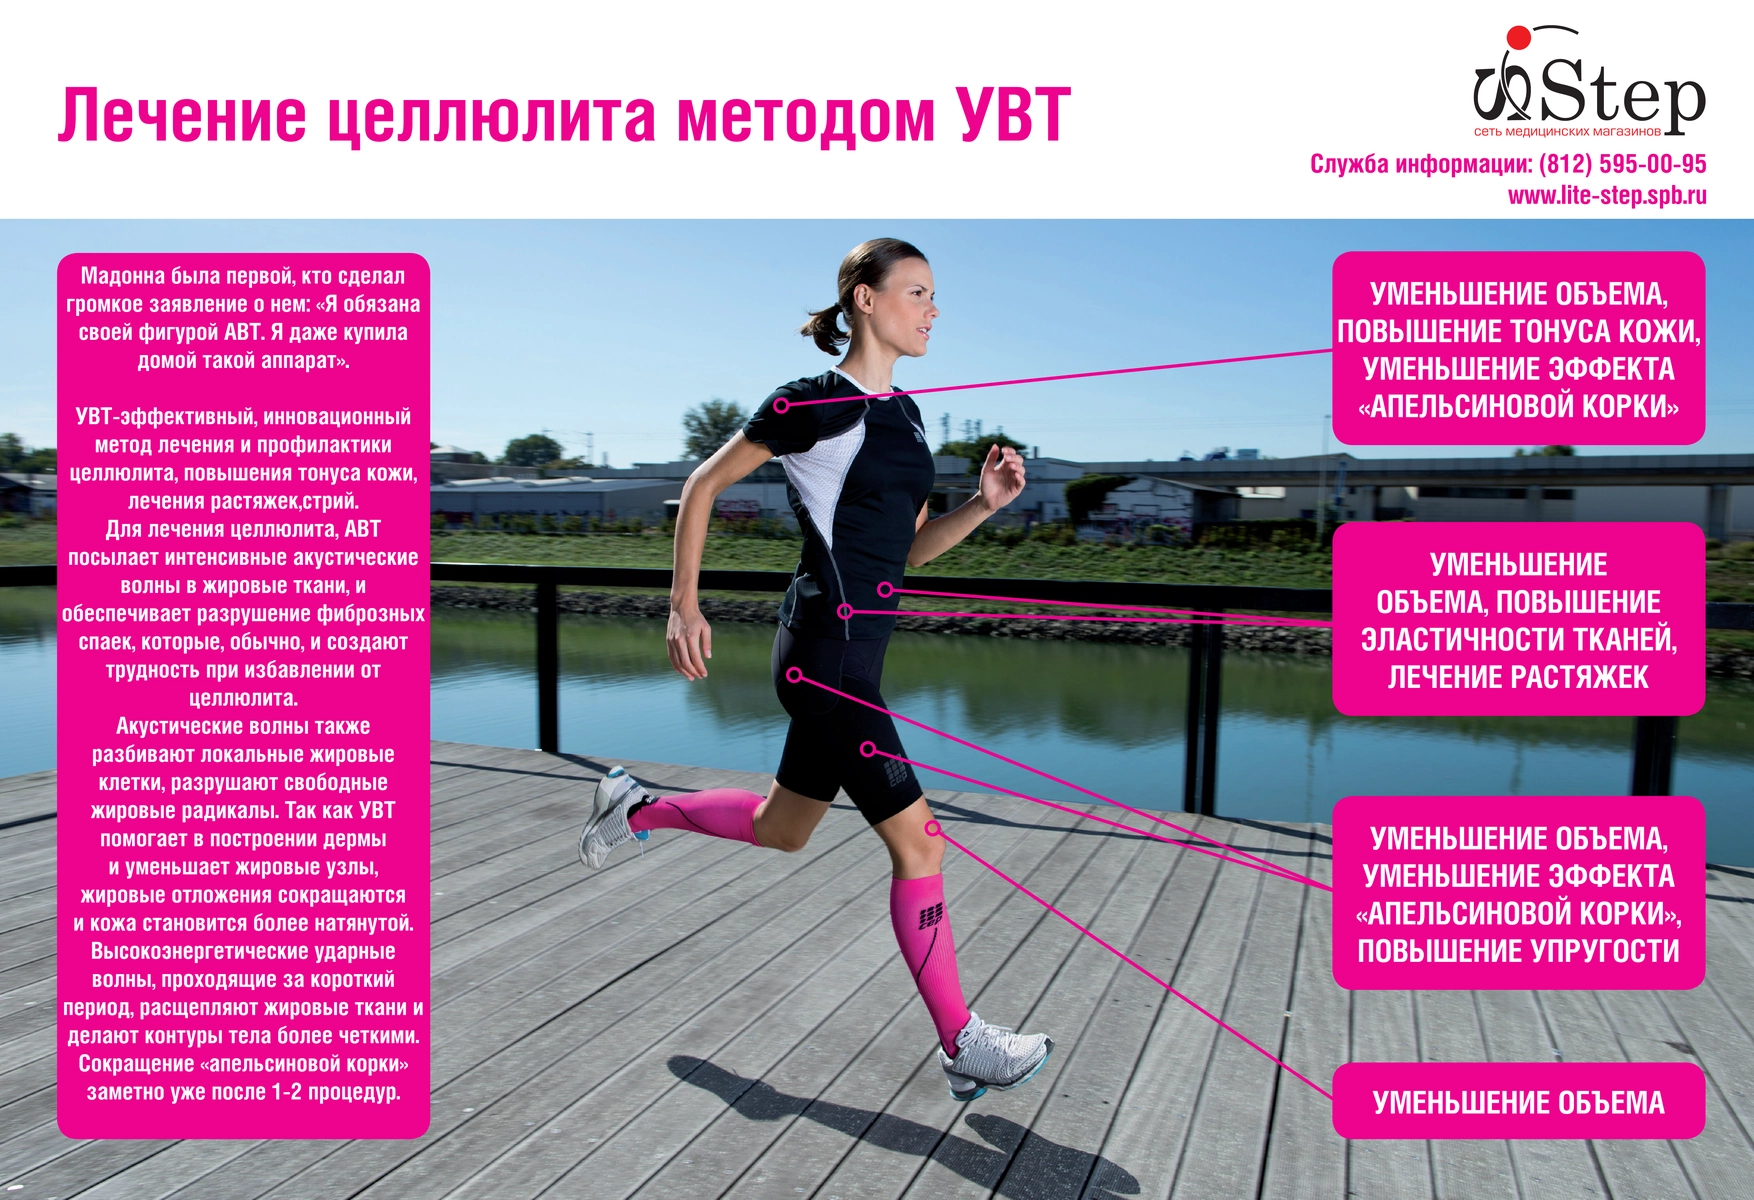 Лечение целлюлита методом УВТ
Step
сеть медицинских магазинов
Служба информации: (812) 595-00-95
www.lite-step.spb.ru
Мадонна была первой, кто сделал
громкое заявление о нем: «Я обязана
своей фигурой АВТ. Я даже купила
домой такой аппарат».
УВТ-эффективный, инновационный
метод лечения и профилактики
целлюлита, повышения тонуса кожи,
лечения растяжек,стрий.
Для лечения целлюлита, АВТ
посылает интенсивные акустические
волны в жировые ткани, и
обеспечивает разрушение фиброзных
спаек, которые, обычно, и создают
трудность при избавлении от
целлюлита.
Акустические волны также
разбивают локальные жировые
клетки, разрушают свободные
жировые радикалы. Так как УВТ
помогает в построении дермы
и уменьшает жировые узлы,
жировые отложения сокращаются
и кожа становится более натянутой.
Высокоэнергетические ударные
волны, проходящие за короткий
период, расщепляют жировые ткани и
делают контуры тела более четкими.
Сокращение «апельсиновой корки»
заметно уже после 1-2 процедур.
УМЕНЬШЕНИЕ ОБЪЕМА,
ПОВЫШЕНИЕ ТОНУСА КОЖИ,
УМЕНЬШЕНИЕ ЭФФЕКТА
«АПЕЛЬСИНОВОЙ КОРКИ»
УМЕНЬШЕНИЕ
ОБЪЕМА, ПОВЫШЕНИЕ
ЭЛАСТИЧНОСТИ ТКАНЕЙ,
ЛЕЧЕНИЕ РАСТЯЖЕК
УМЕНЬШЕНИЕ ОБЪЕМА,
УМЕНЬШЕНИЕ ЭФФЕКТА
«АПЕЛЬСИНОВОЙ КОРКИ»,
ПОВЫШЕНИЕ УПРУГОСТИ
УМЕНЬШЕНИЕ ОБЪЕМА
cep
cep